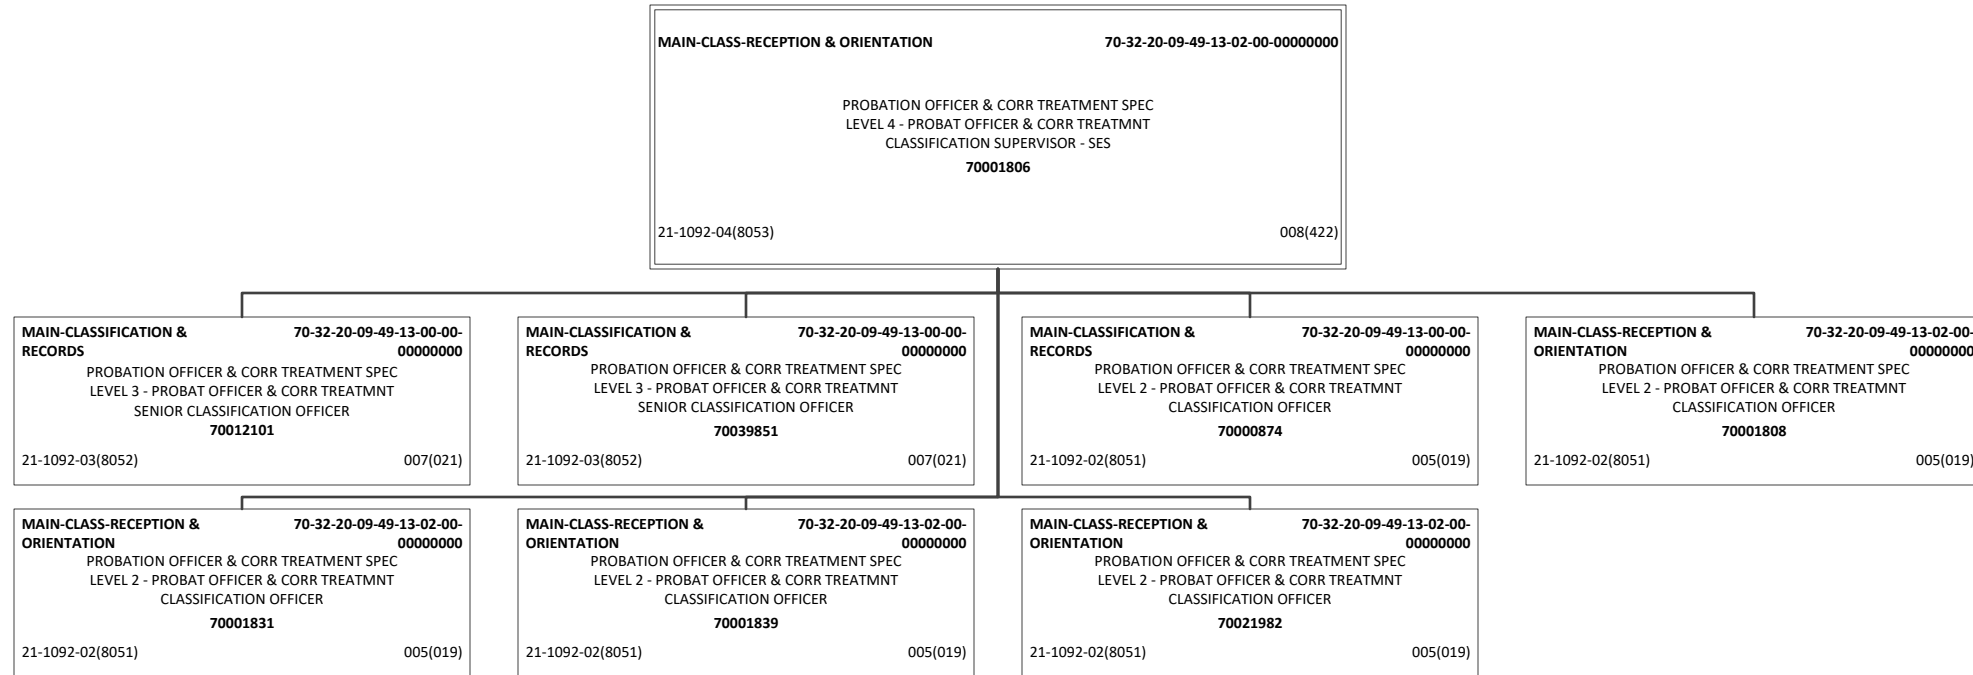 MAIN-CLASS-RECEPTION & ORIENTATION 70-32-20-09-49-13-02-00-00000000
PROBATION OFFICER & CORR TREATMENT SPEC
LEVEL 4 - PROBAT OFFICER & CORR TREATMNT
CLASSIFICATION SUPERVISOR - SES
70001806
21-1092-04(8053) 008(422)
MAIN-CLASSIFICATION & 70-32-20-09-49-13-00-00-
RECORDS 00000000
PROBATION OFFICER & CORR TREATMENT SPEC
LEVEL 3 - PROBAT OFFICER & CORR TREATMNT
SENIOR CLASSIFICATION OFFICER
70012101
21-1092-03(8052) 007(021)
MAIN-CLASSIFICATION & 70-32-20-09-49-13-00-00-
RECORDS 00000000
PROBATION OFFICER & CORR TREATMENT SPEC
LEVEL 3 - PROBAT OFFICER & CORR TREATMNT
SENIOR CLASSIFICATION OFFICER
70039851
21-1092-03(8052) 007(021)
MAIN-CLASSIFICATION & 70-32-20-09-49-13-00-00-
RECORDS 00000000
PROBATION OFFICER & CORR TREATMENT SPEC
LEVEL 2 - PROBAT OFFICER & CORR TREATMNT
CLASSIFICATION OFFICER
70000874
21-1092-02(8051) 005(019)
MAIN-CLASS-RECEPTION & 70-32-20-09-49-13-02-00-
ORIENTATION 00000000
PROBATION OFFICER & CORR TREATMENT SPEC
LEVEL 2 - PROBAT OFFICER & CORR TREATMNT
CLASSIFICATION OFFICER
70001808
21-1092-02(8051) 005(019)
MAIN-CLASS-RECEPTION & 70-32-20-09-49-13-02-00-
ORIENTATION 00000000
PROBATION OFFICER & CORR TREATMENT SPEC
LEVEL 2 - PROBAT OFFICER & CORR TREATMNT
CLASSIFICATION OFFICER
70001831
21-1092-02(8051) 005(019)
MAIN-CLASS-RECEPTION & 70-32-20-09-49-13-02-00-
ORIENTATION 00000000
PROBATION OFFICER & CORR TREATMENT SPEC
LEVEL 2 - PROBAT OFFICER & CORR TREATMNT
CLASSIFICATION OFFICER
70001839
21-1092-02(8051) 005(019)
MAIN-CLASS-RECEPTION & 70-32-20-09-49-13-02-00-
ORIENTATION 00000000
PROBATION OFFICER & CORR TREATMENT SPEC
LEVEL 2 - PROBAT OFFICER & CORR TREATMNT
CLASSIFICATION OFFICER
70021982
21-1092-02(8051) 005(019)